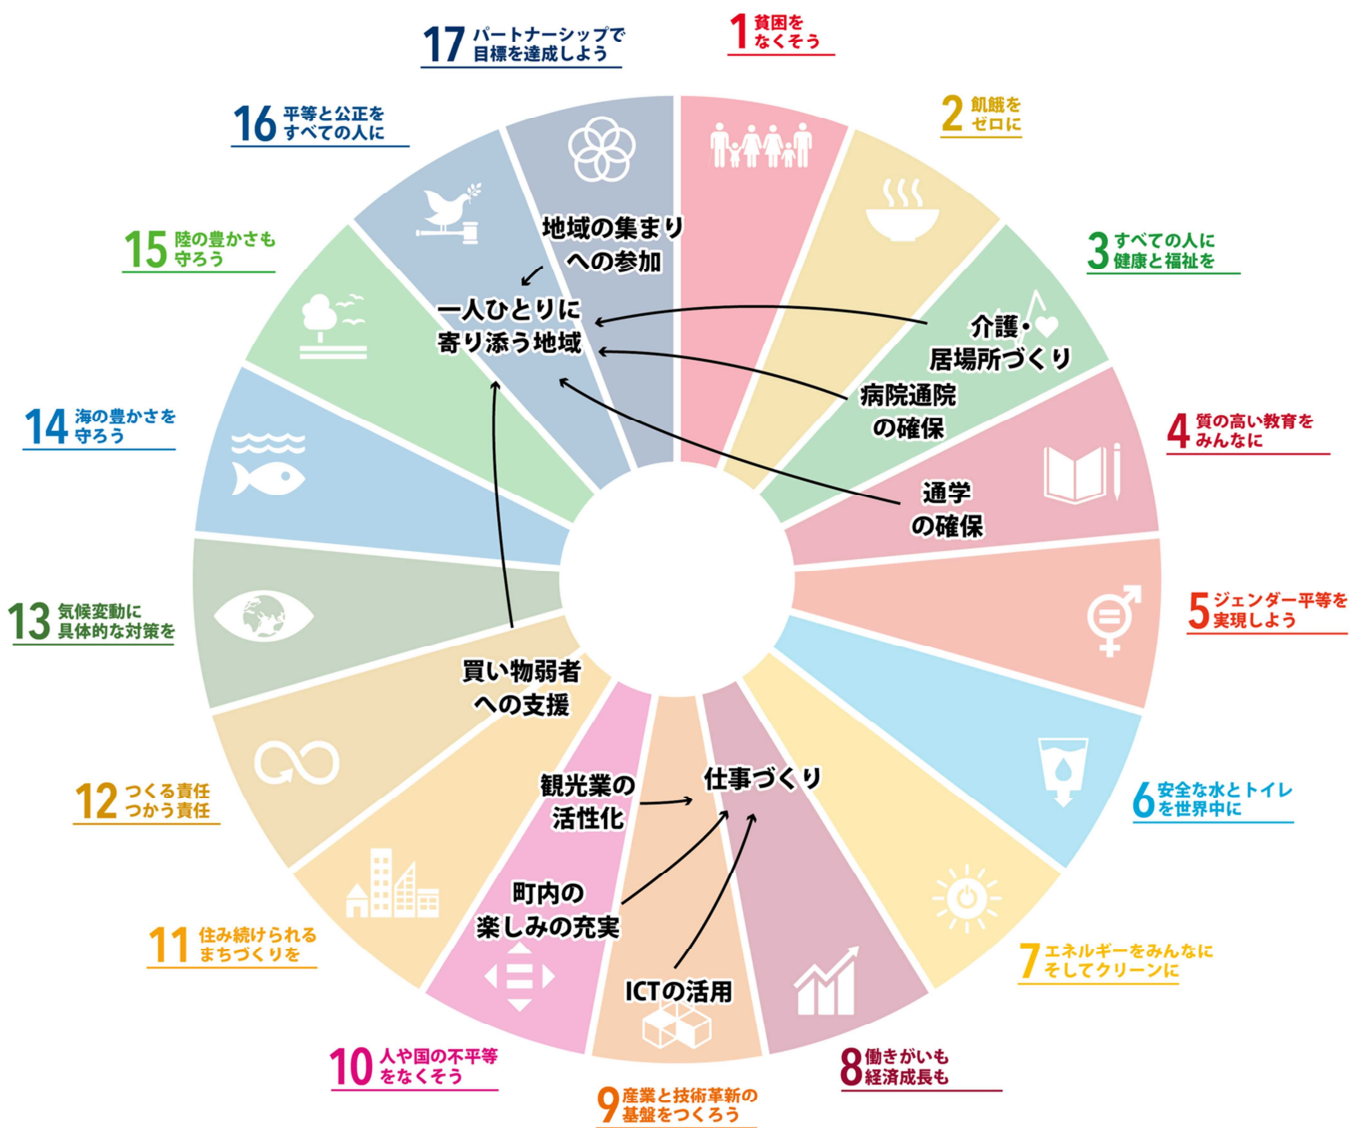 17 パートナーシップで
目標を達成しよう
1 貧困を
なくそう
16 平等と公正を
すべての人に
2 飢餓を
ゼロに
15 陸の豊かさも
守ろう
3 すべての人に
健康と福祉を
14 海の豊かさを
守ろう
4 質の高い教育を
みんなに
13 気候変動に
具体的な対策を
5 ジェンダー平等を
実現しよう
12 つくる責任
つかう責任
6 安全な水とトイレ
を世界中に
11 住み続けられる
まちづくりを
7 エネルギーをみんなに
そしてクリーンに
10 人や国の不平等
をなくそう
8 働きがいも
経済成長も
9 産業と技術革新の
基盤をつくろう
地域の集まり
への参加
一人ひとりに
寄り添う地域
介護・
居場所づくり
病院通院
の確保
通学
の確保
買い物弱者
への支援
観光業の
活性化
仕事づくり
町内の
楽しみの充実
ICTの活用